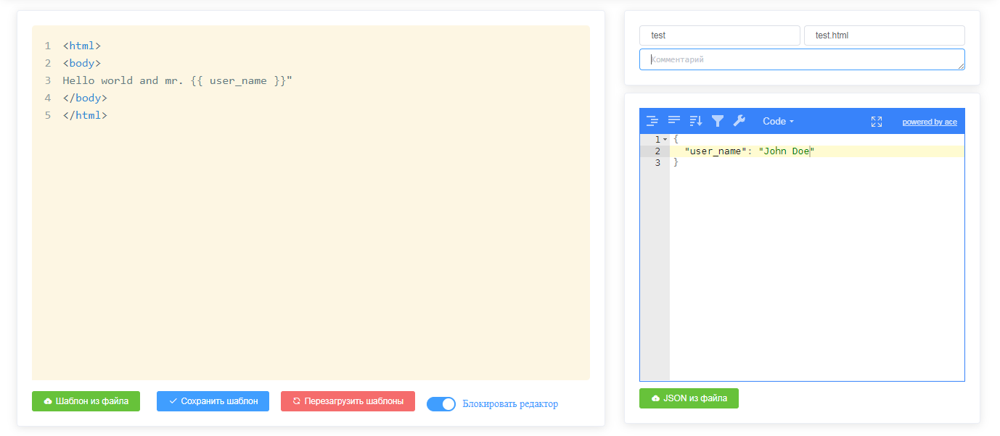 1 <html>
2 <body>
3 Hello world and mr. {{ user_name }}"
4 </body>
5 </html>
Шаблон из файла
Сохранить шаблон
Перезагрузить шаблоны
Блокировать редактор
test
test.html
Комментарий
Code
powered by ace
1 {
2 "user_name": "John Doe"
3 }
JSON из файла